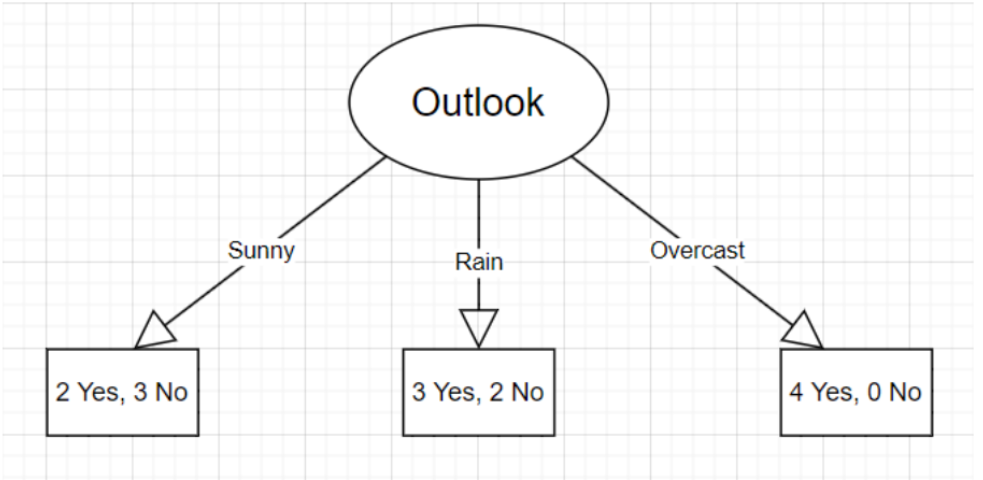 Outlook
Sunny
Rain
Overcast
2 Yes, 3 No
3 Yes, 2 No
4 Yes, 0 No